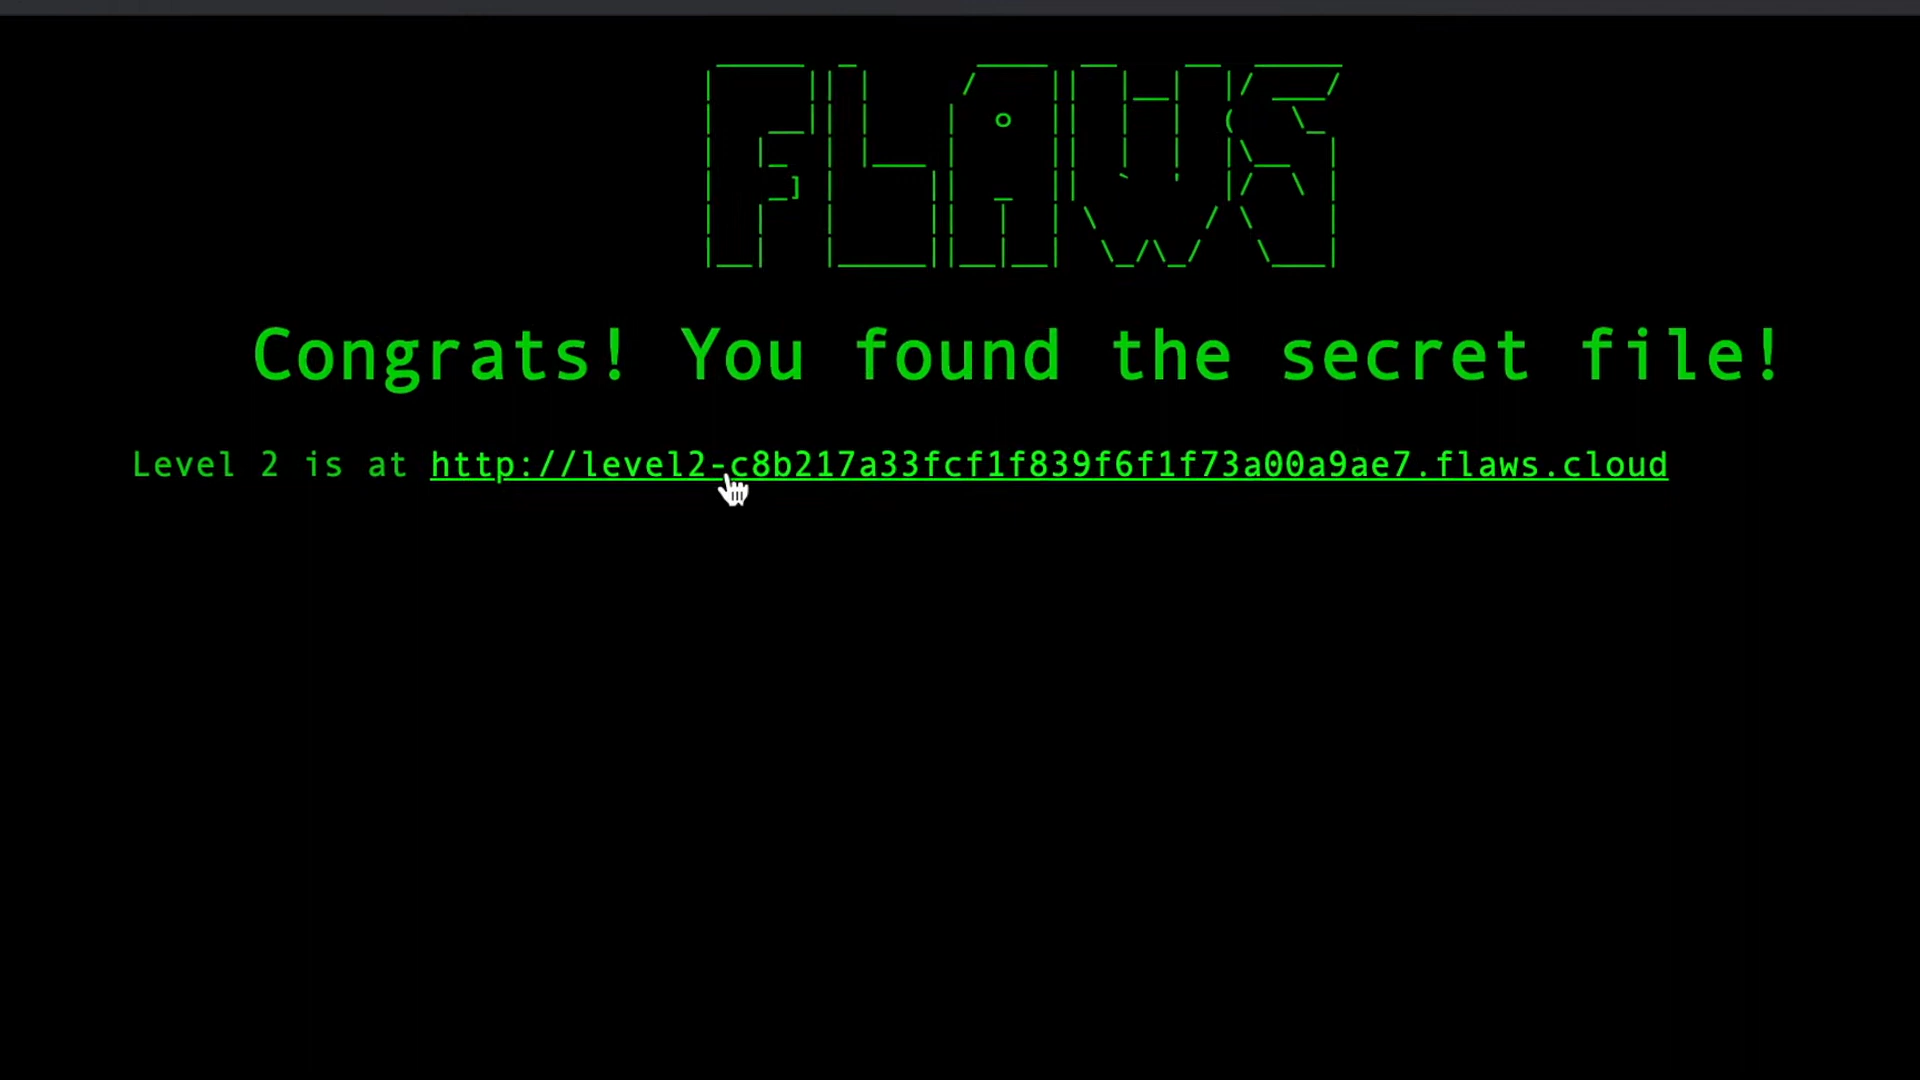 FLAWS
Congrats! You found the secret file!
Level 2 is at http://level2-c8b217a33fcf1f839f6f1f73a00a9ae7.flaws.cloud